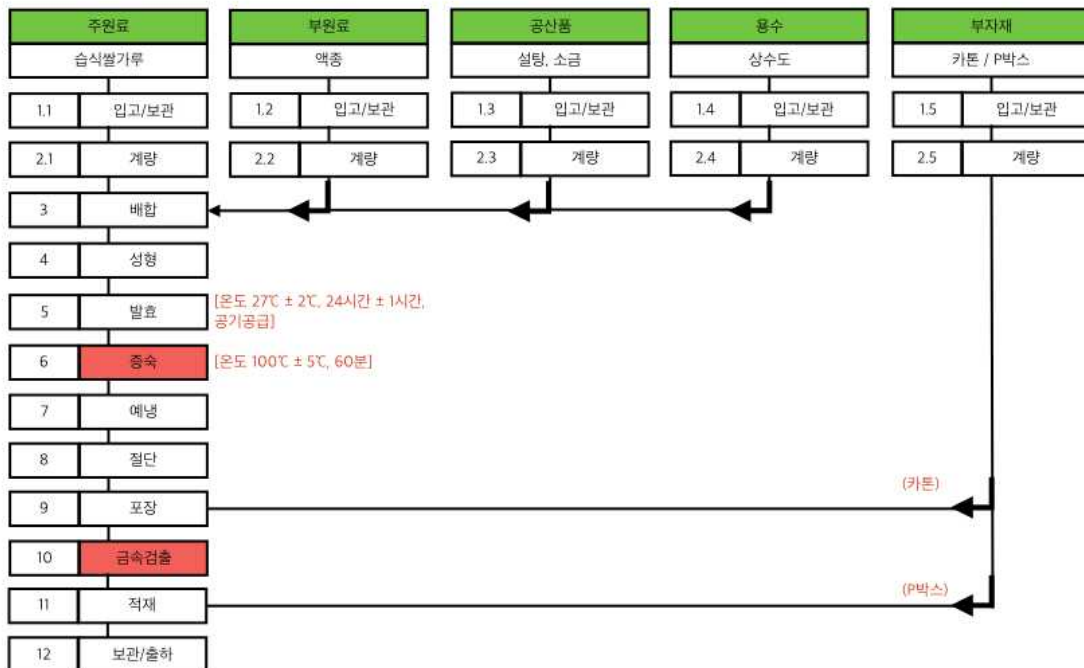 주원료 부원료 공산품 용수 부자재
습식쌀가루 액종 설탕, 소금 상수도 카톤 / P박스
1.1 입고/보관 1.2 입고/보관 1.3 입고/보관 1.4 입고/보관 1.5 입고/보관
2.1 계량 2.2 계량 2.3 계량 2.4 계량 2.5 계량
3 배합
4 성형
5 발효 [온도 27℃ ± 2℃, 24시간 ± 1시간,
공기공급]
6 증숙 [온도 100℃ ± 5℃, 60분]
7 예냉
8 절단
(카톤)
9 포장
10 금속검출
(P박스)
11 적재
12 보관/출하